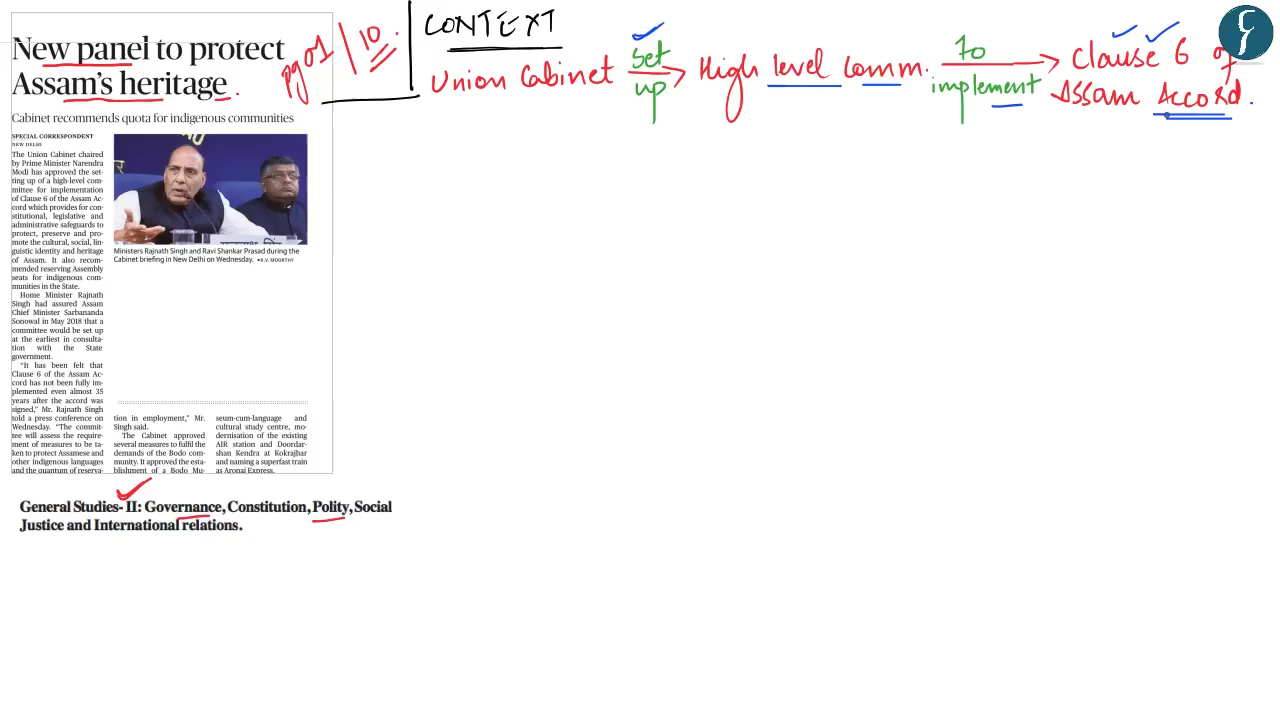 New panel to protect
Assam's heritage
Cabinet recommends quota for indigenous communities
SPECIAL CORRESPONDENT
NEW DELHI
The Union Cabinet chaired
by Prime Minister Narendra
Modi has approved the set-
ting up of a high-level com-
mittee for implementation
of Clause 6 of the Assam Ac-
cord which provides for con-
stitutional, legislative and
administrative safeguards to
protect, preserve and pro-
mote the cultural, social, lin-
guistic identity and heritage
of Assam. It also recom-
mended reserving Assembly
seats for indigenous com-
munities in the State.
Home Minister Rajnath
Singh had assured Assam
Chief Minister Sarbananda
Sonowal in May 2018 that a
committee would be set up
at the earliest in consulta-
tion with the State
government.
"It has been felt that
Clause 6 of the Assam Ac-
cord has not been fully im-
plemented even almost 35
years after the accord was
signed," Mr. Rajnath Singh
told a press conference on
Wednesday. "The commit-
tee will assess the require-
ment of measures to be ta-
ken to protect Assamese and
other indigenous languages
and the quantum of reserva-
Ministers Rajnath Singh and Ravi Shankar Prasad during the
Cabinet briefing in New Delhi on Wednesday. •R.V. MOORTHY
tion in employment," Mr.
Singh said.
The Cabinet approved
several measures to fulfil the
demands of the Bodo com-
munity. It approved the esta-
blishment of a Bodo Mu-
seum-cum-language and
cultural study centre, mo-
dernisation of the existing
AIR station and Doordar-
shan Kendra at Kokrajhar
and naming a superfast train
as Aronai Express.
General Studies- II: Governance, Constitution, Polity, Social
Justice and International relations.
pg 01 / 10.
CONTEXT
Union Cabinet set up → High level Comm. to implement → Clause 6 of
Assam Accord.